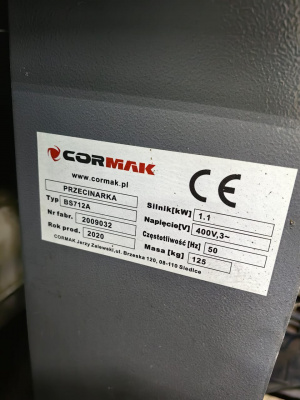 CORMAK
www.cormak.pl
CE
PRZECINARKA
Typ BS712A
Nr fabr. 2009032
Rok prod. 2020
Silnik[kW] 1.1
Napięcie[V] 400V,3~
Częstotliwość [Hz] 50
Masa [kg] 125
CORMAK Jerzy Zalewski,ul. Brzeska 120, 08-110 Siedlce